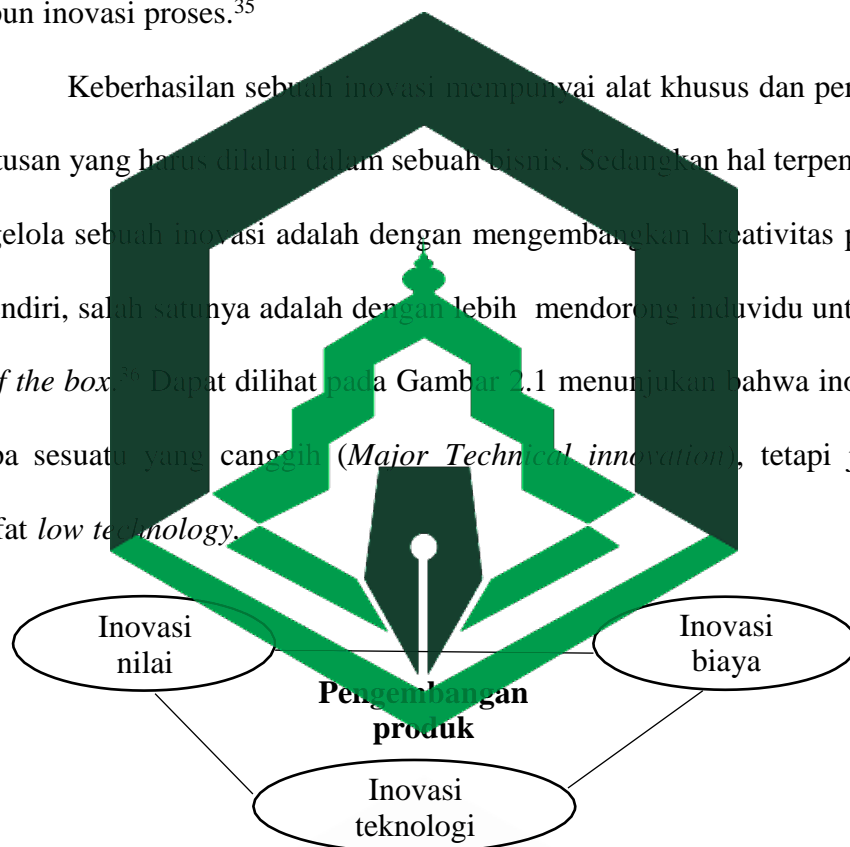 pun inovasi proses.35
Keberhasilan sebuah inovasi mempunyai alat khusus dan per
tusan yang harus dilalui dalam sebuah bisnis. Sedangkan hal terpen
gelola sebuah inovasi adalah dengan mengembangkan kreativitas p
ndiri, salah satunya adalah dengan lebih mendorong induvidu unt
f the box.36 Dapat dilihat pada Gambar 2.1 menunjukan bahwa ino
pa sesuatu yang canggih (Major Technical innovation), tetapi j
fat low technology.
Inovasi
nilai
Inovasi
biaya
Pengembangan
produk
Inovasi
teknologi